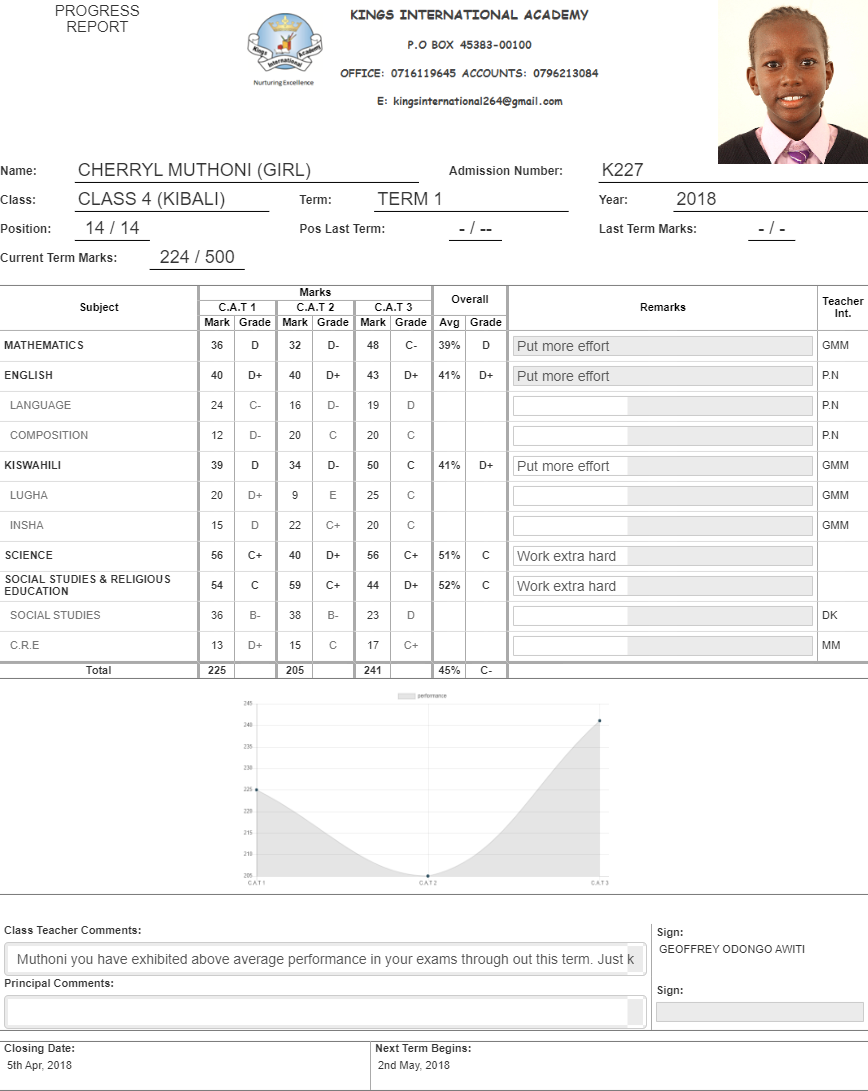 PROGRESS
REPORT
KINGS INTERNATIONAL ACADEMY
P.O BOX 45383-00100
OFFICE: 0716119645 ACCOUNTS: 0796213084
E: kingsinternational264@gmail.com
Kings Academy
International
Nurturing Excellence
Name: CHERRYL MUTHONI (GIRL) Admission Number: K227
Class: CLASS 4 (KIBALI) Term: TERM 1 Year: 2018
Position: 14 / 14 Pos Last Term: - / -- Last Term Marks: - / -
Current Term Marks: 224 / 500
Subject Marks Overall Remarks Teacher Int.
C.A.T 1 C.A.T 2 C.A.T 3
Mark Grade Mark Grade Mark Grade Avg Grade
MATHEMATICS 36 D 32 D- 48 C- 39% D Put more effort GMM
ENGLISH 40 D+ 40 D+ 43 D+ 41% D+ Put more effort P.N
LANGUAGE 24 C- 16 D- 19 D P.N
COMPOSITION 12 D- 20 C 20 C P.N
KISWAHILI 39 D 34 D- 50 C 41% D+ Put more effort GMM
LUGHA 20 D+ 9 E 25 C GMM
INSHA 15 D 22 C+ 20 C GMM
SCIENCE 56 C+ 40 D+ 56 C+ 51% C Work extra hard
SOCIAL STUDIES & RELIGIOUS
EDUCATION 54 C 59 C+ 44 D+ 52% C Work extra hard
SOCIAL STUDIES 36 B- 38 B- 23 D DK
C.R.E 13 D+ 15 C 17 C+ MM
Total 225 205 241 45% C-
performance
245
240
235
230
225
220
215
210
205
C.A.T 1 C.A.T 2 C.A.T 3
Class Teacher Comments:
Muthoni you have exhibited above average performance in your exams through out this term. Just k
Sign:
GEOFFREY ODONGO AWITI
Principal Comments:
Sign:
Closing Date: Next Term Begins:
5th Apr, 2018 2nd May, 2018